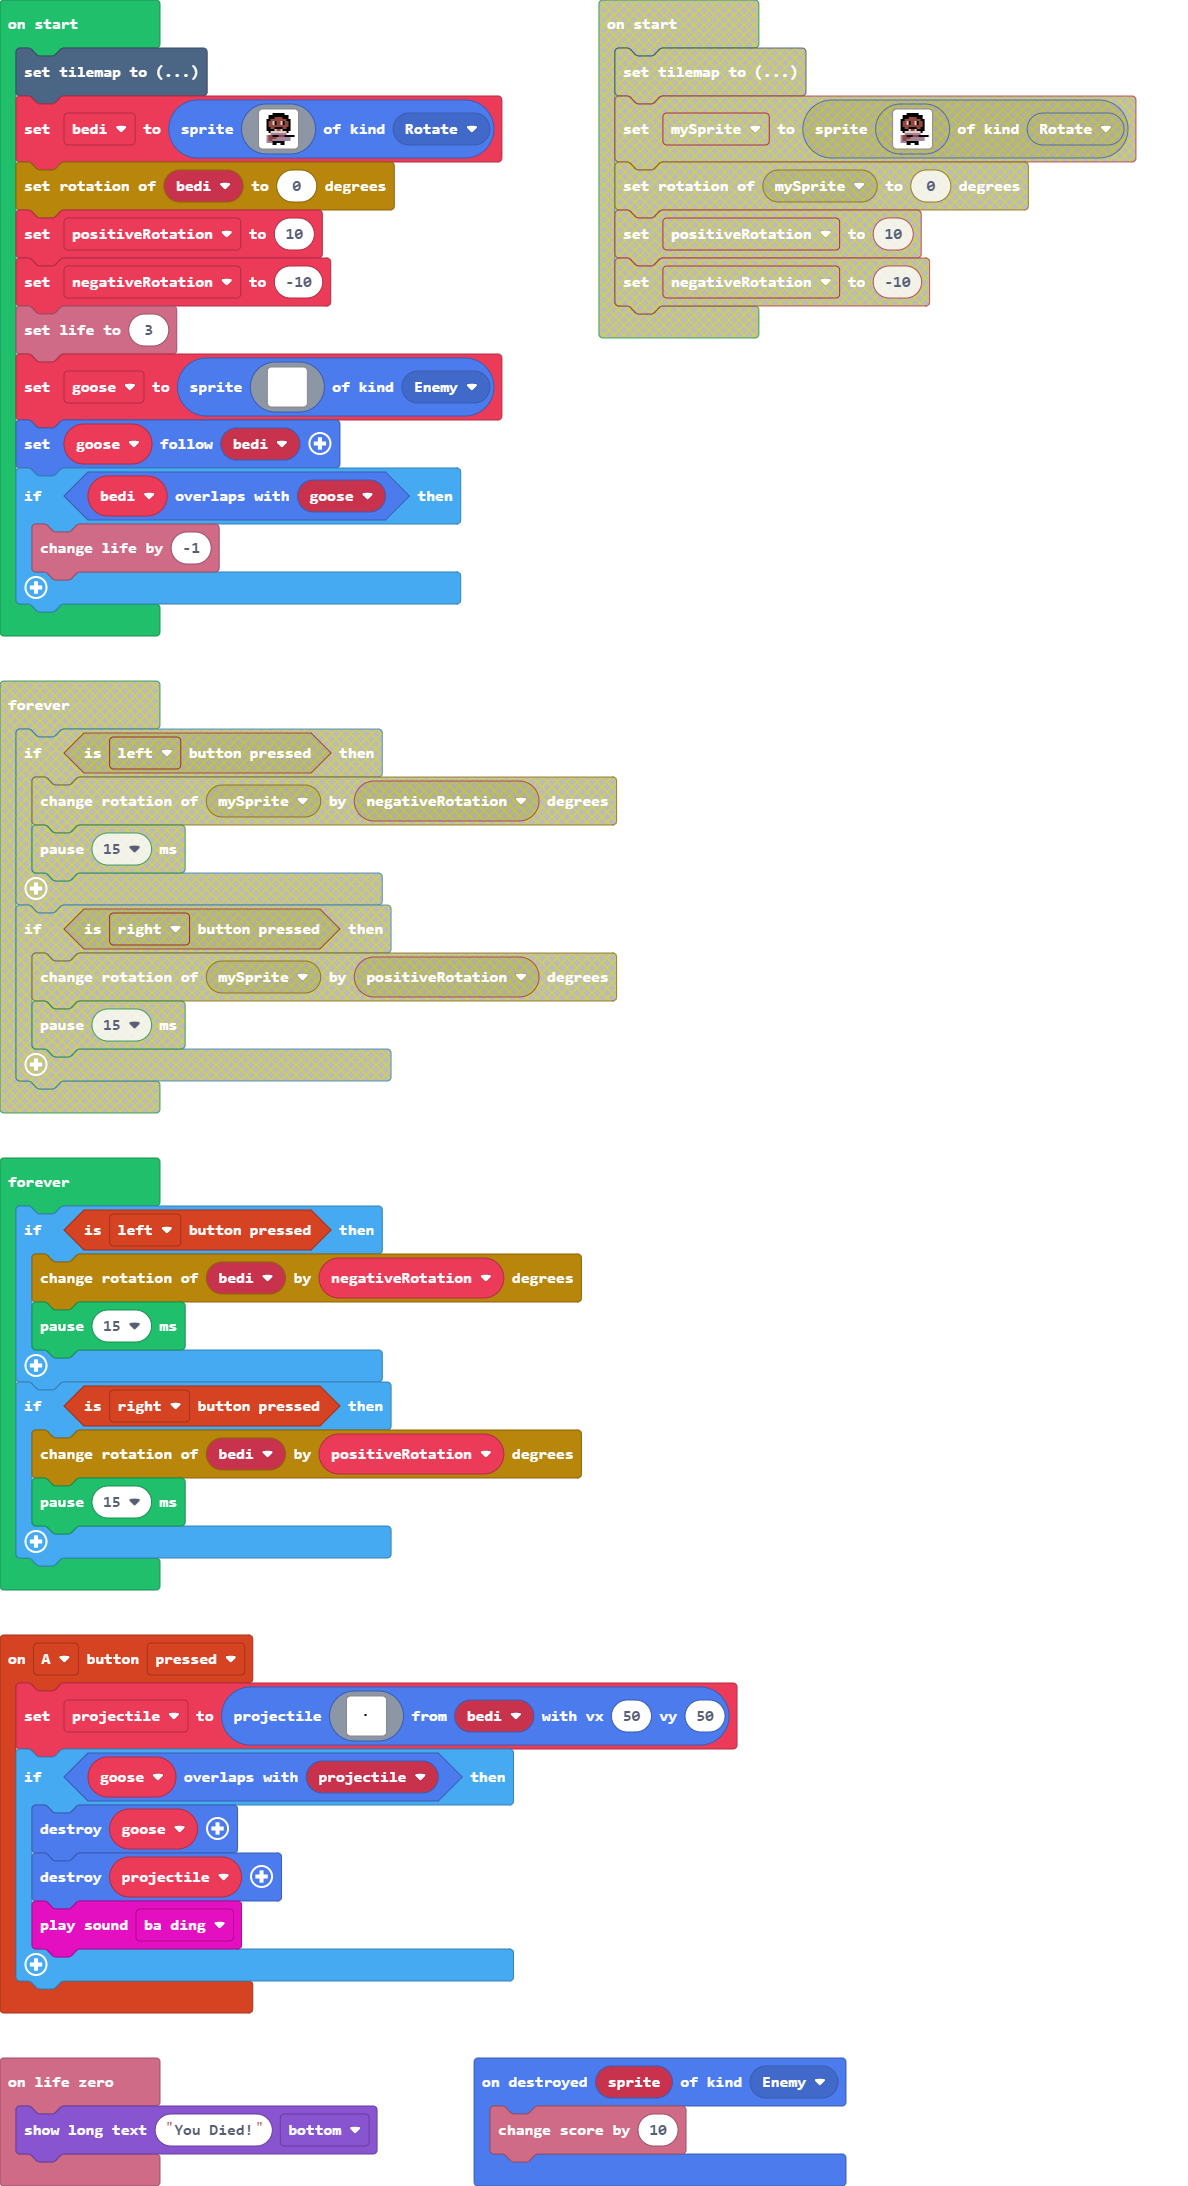 on start
set tilemap to (...)
set bedi to sprite of kind Rotate
set rotation of bedi to 0 degrees
set positiveRotation to 10
set negativeRotation to -10
set life to 3
set goose to sprite of kind Enemy
set goose follow bedi
if bedi overlaps with goose then
change life by -1
on start
set tilemap to (...)
set mySprite to sprite of kind Rotate
set rotation of mySprite to 0 degrees
set positiveRotation to 10
set negativeRotation to -10
forever
if is left button pressed then
change rotation of mySprite by negativeRotation degrees
pause 15 ms
if is right button pressed then
change rotation of mySprite by positiveRotation degrees
pause 15 ms
forever
if is left button pressed then
change rotation of bedi by negativeRotation degrees
pause 15 ms
if is right button pressed then
change rotation of bedi by positiveRotation degrees
pause 15 ms
on A button pressed
set projectile to projectile from bedi with vx 50 vy 50
if goose overlaps with projectile then
destroy goose
destroy projectile
play sound ba ding
on life zero
show long text "You Died!" bottom
on destroyed sprite of kind Enemy
change score by 10